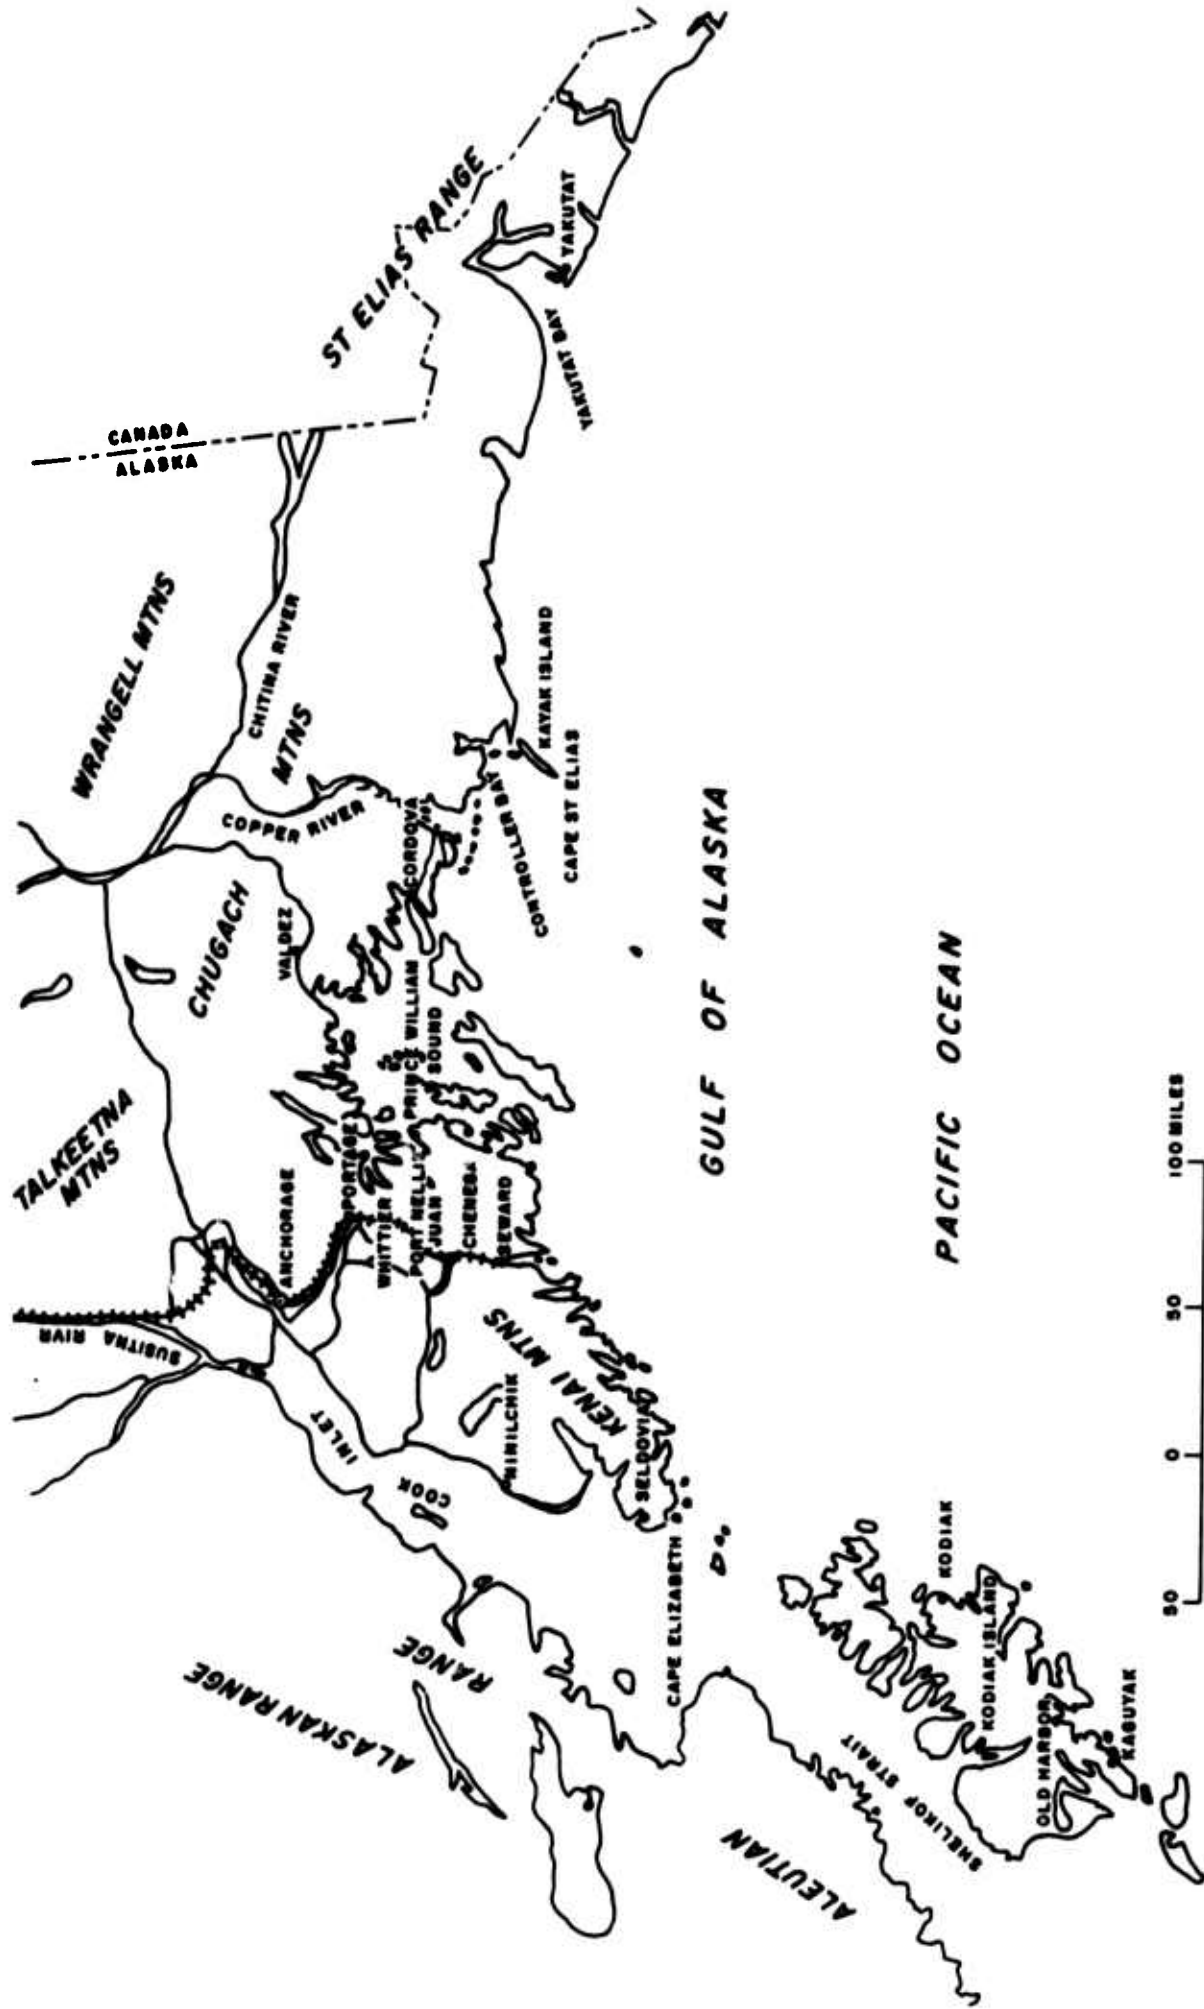 TALKEETNA
MTNS
WRANGELL MTNS
CANADA
ALASKA
ST ELIAS RANGE
SUSITNA RIVR
CHUGACH
MTNS
CHITINA RIVER
COPPER RIVER
VALDEZ
ANCHORAGE
PORTAGE
WHITTIER
PORT NELLIE
JUAN
PRINCE WILLIAM
SOUND
CORDOVA
CHENEGA
SEWARD
CONTROLLER BAY
KAYAK ISLAND
CAPE ST ELIAS
YAKUTAT
YAKUTAT BAY
COOK
INLET
KENAI MTNS
NINILCHIK
SELDOVIA
CAPE ELIZABETH
ALASKAN RANGE
ALEUTIAN
RANGE
GULF OF ALASKA
PACIFIC OCEAN
SHELIKOF STRAIT
KODIAK
KODIAK ISLAND
OLD HARBOR
KAGUYAK
50
0
50
100 MILES